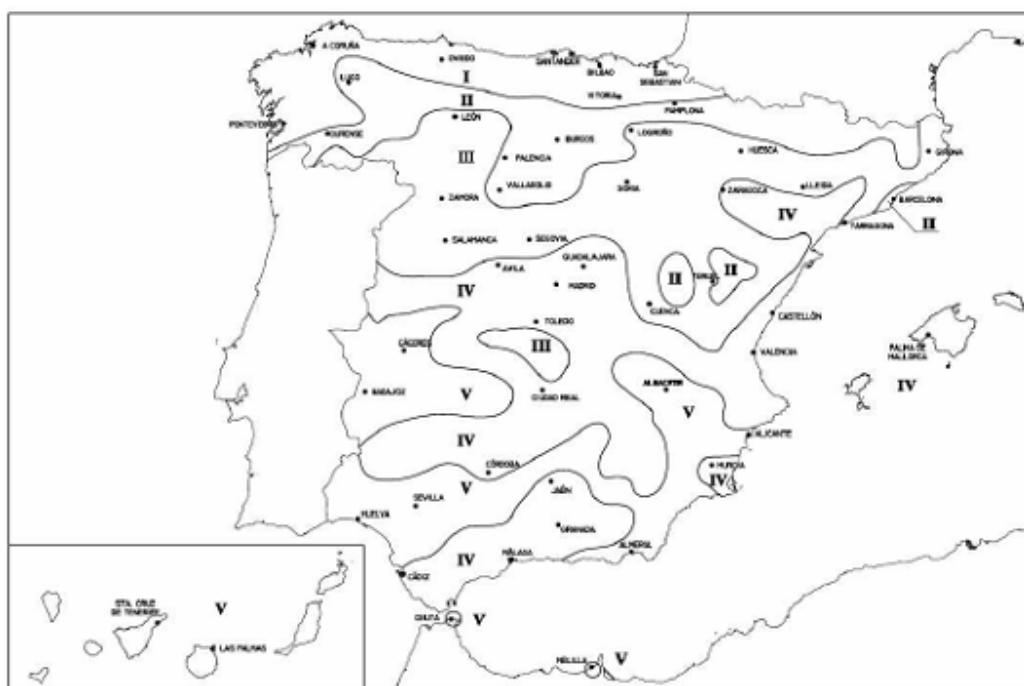 A CORUÑA
OVIEDO
SANTANDER
BILBAO
SAN
SEBASTIAN
LUGO
I
VITORIA
II
PAMPLONA
PONTEVEDRA
LEÓN
OURENSE
LOGROÑO
BURGOS
HUESCA
GIRONA
III
PALENCIA
VALLADOLID
SORIA
ZARAGOZA
LLEIDA
ZAMORA
BARCELONA
IV
TARRAGONA
II
SALAMANCA
SEGOVIA
AVILA
GUADALAJARA
II
II
TERUEL
IV
MADRID
CUENCA
CASTELLÓN
TOLEDO
CÁCERES
III
VALENCIA
PALMA DE
MALLORCA
IV
BADAJOZ
V
CIUDAD REAL
ALBACETE
V
ALICANTE
IV
MURCIA
IV
CÓRDOBA
V
JAÉN
SEVILLA
HUELVA
GRANADA
ALMERIA
IV
MÁLAGA
CÁDIZ
CEUTA
V
MELILLA
V
STA. CRUZ
DE TENERIFE
V
LAS PALMAS